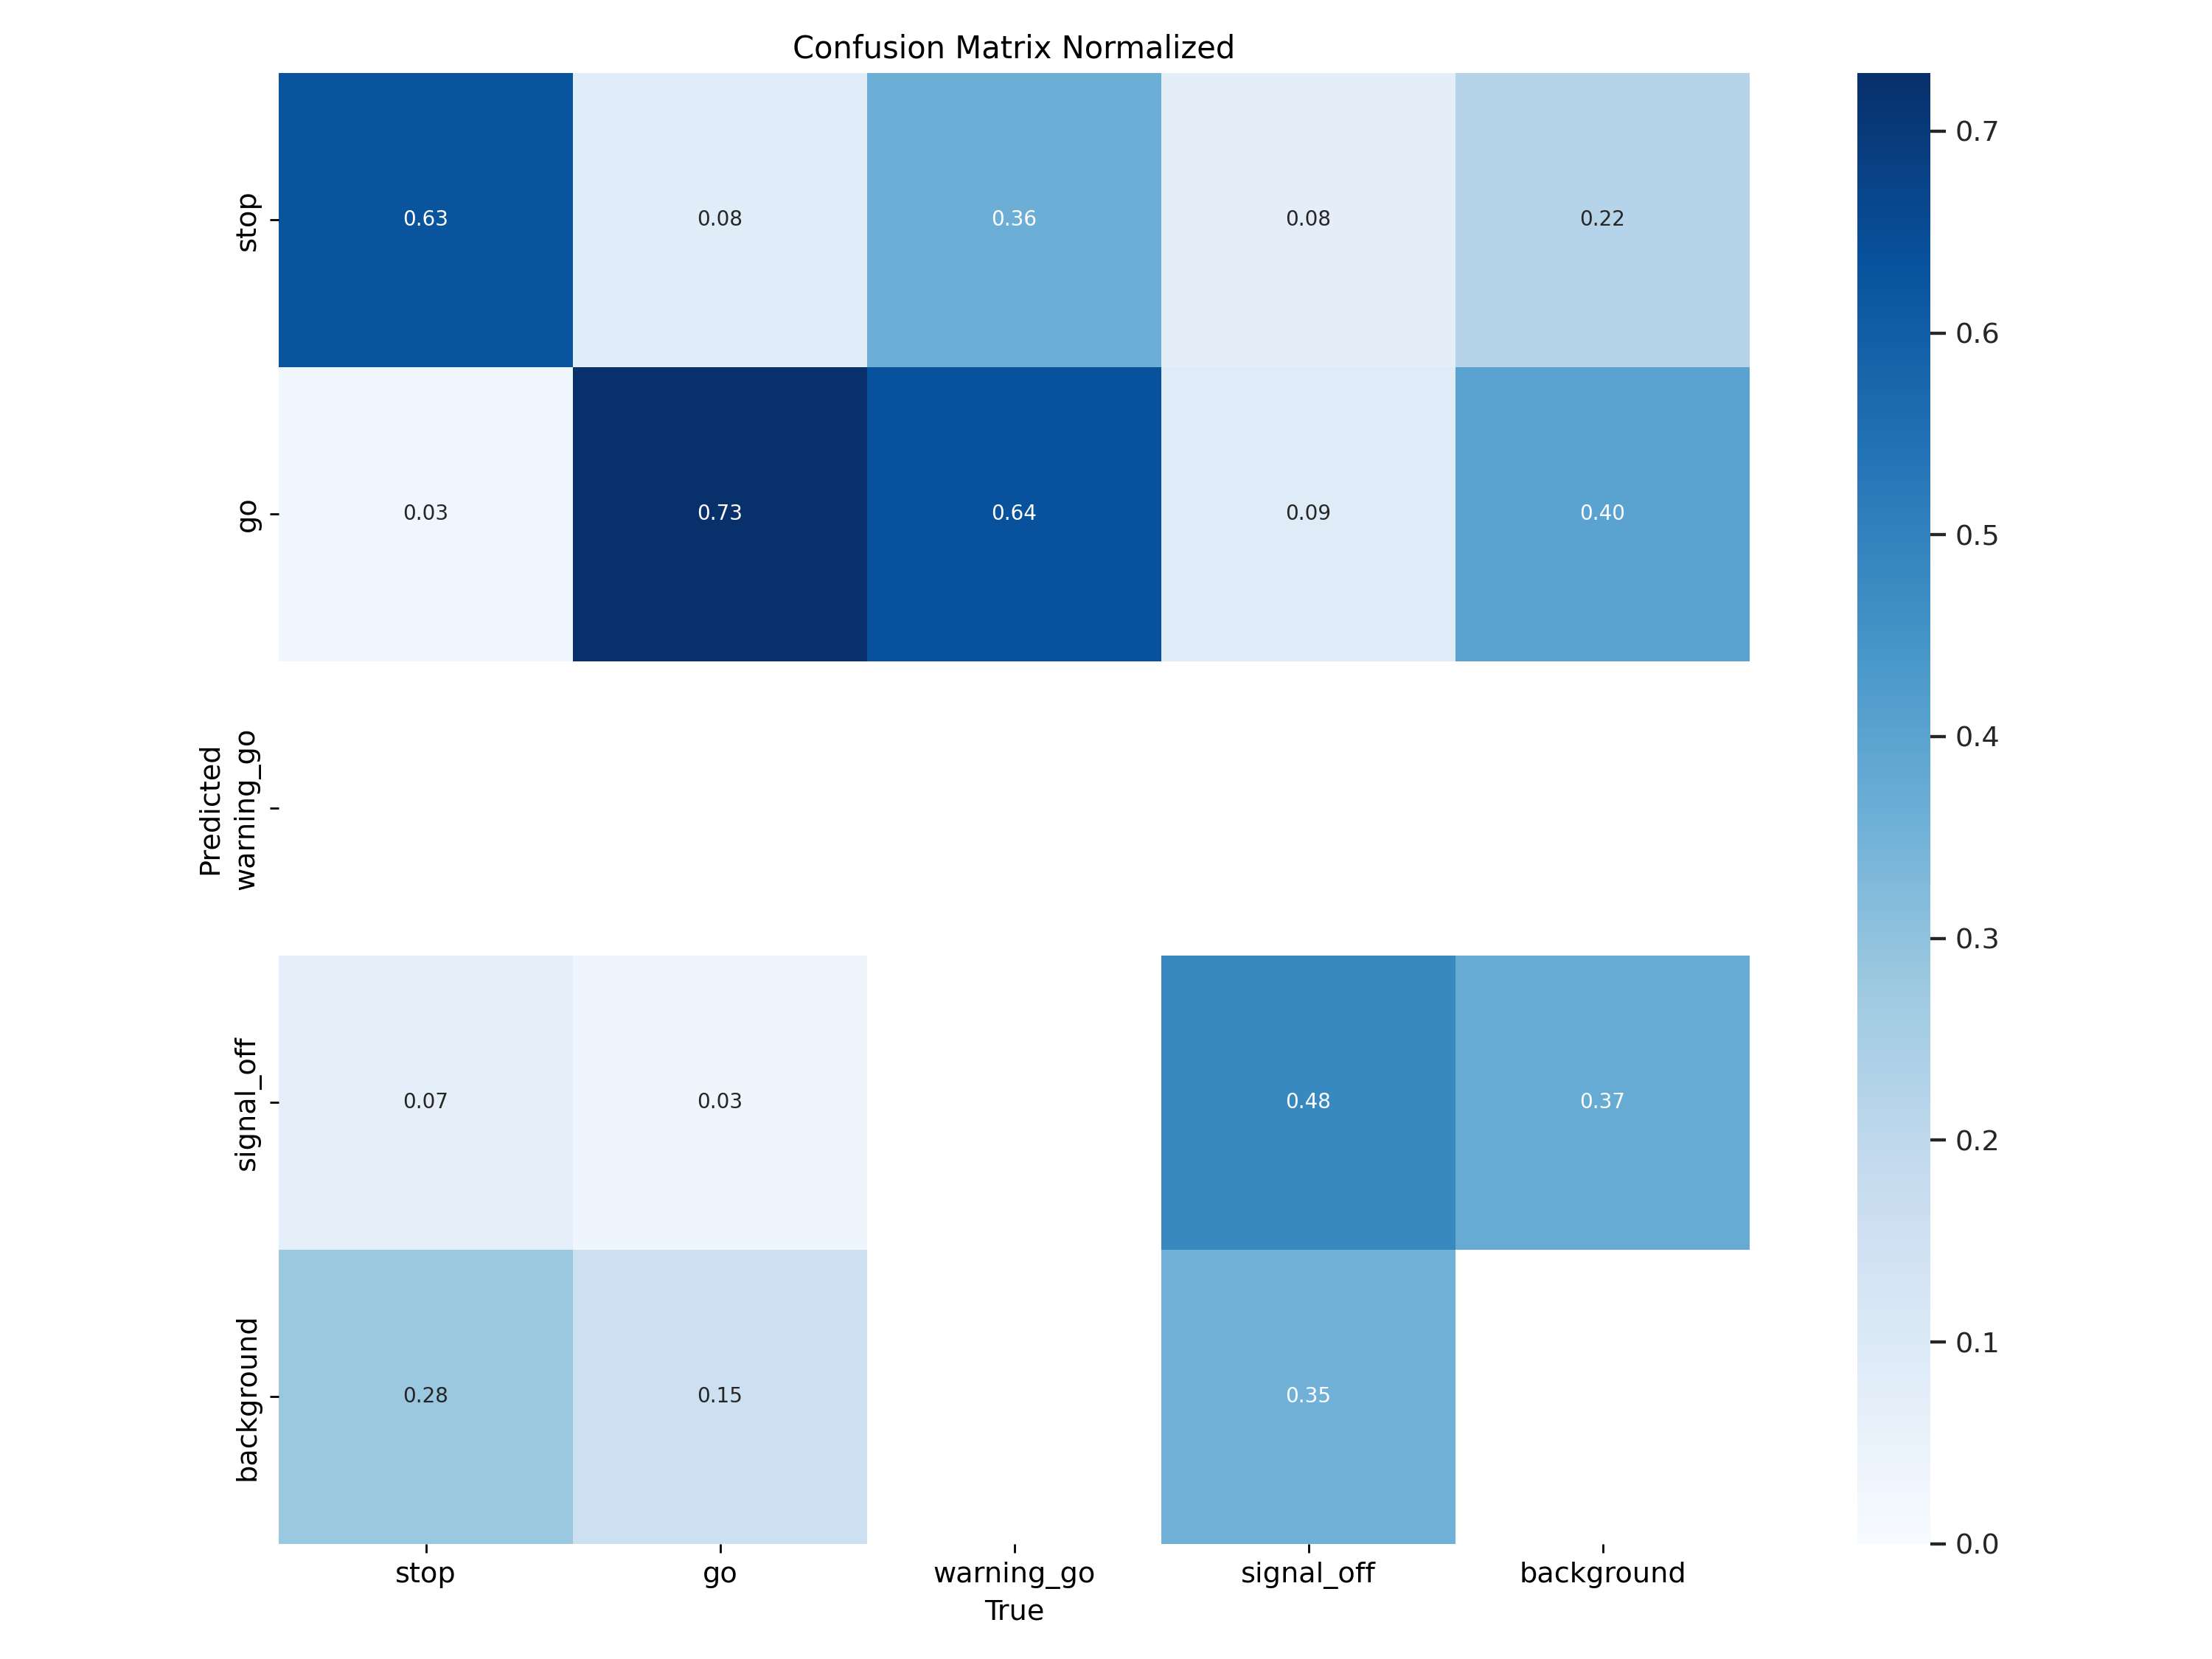 Confusion Matrix Normalized
stop
0.63
0.08
0.36
0.08
0.22
go
0.03
0.73
0.64
0.09
0.40
Predicted
warning_go
signal_off
0.07
0.03
0.48
0.37
background
0.28
0.15
0.35
stop
go
warning_go
signal_off
background
True
0.7
0.6
0.5
0.4
0.3
0.2
0.1
0.0